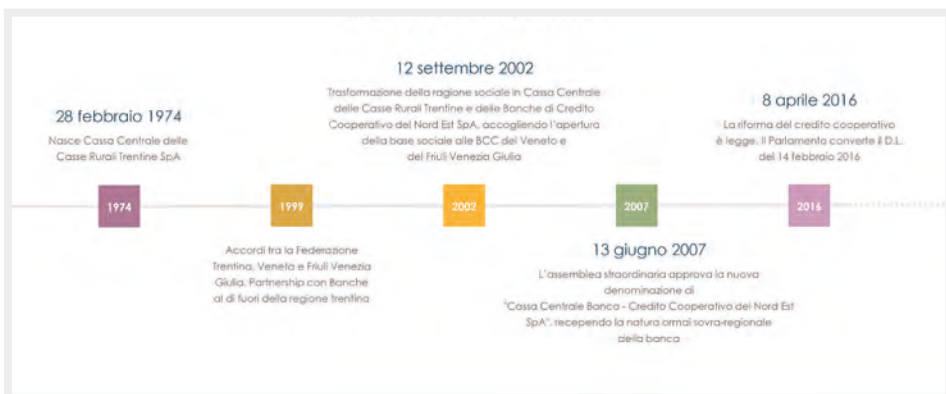 28 febbraio 1974
Nasce Cassa Centrale delle
Casse Rurali Trentine SpA
1974
1999
Accordi fra la Federazione
Trentina, Veneta e Friuli Venezia
Giulia. Partnership con Banche
al di fuori della regione trentina
12 settembre 2002
Trasformazione della ragione sociale in Cassa Centrale
delle Casse Rurali Trentine e delle Banche di Credito
Cooperativo del Nord Est SpA, accogliendo l'apertura
della base sociale alle BCC del Veneto e
del Friuli Venezia Giulia
2002
2007
13 giugno 2007
L'assemblea straordinaria approva la nuova
denominazione di
"Cassa Centrale Banca - Credito Cooperativo del Nord Est
SpA", recependo la natura ormai sovra-regionale
della banca
8 aprile 2016
La riforma del credito cooperativo
è legge. Il Parlamento converte il D.L.
del 14 febbraio 2016
2016